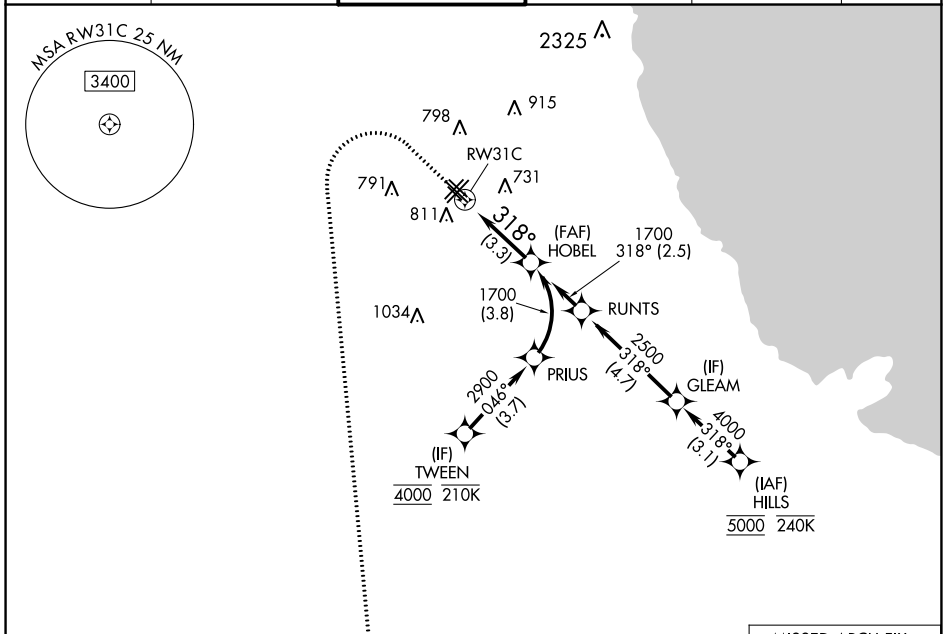 MSA RW31C 25 NM
3400
2325
915
798
RW31C
791
731
811
318°
(3.3)
(FAF)
HOBEL
1700
318° (2.5)
1034
1700
(3.8)
RUNTS
PRIUS
2500
318°
(4.7)
(IF)
GLEAM
2900
046°
(3.7)
4000
318°
(3.1)
(IF)
TWEEN
4000 210K
(IAF)
HILLS
5000 240K